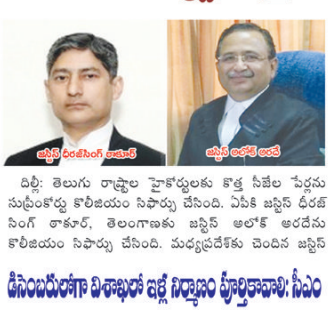 జస్టిస్ ధీరజ్‌సింగ్ ఠాకూర్
జస్టిస్ అలోక్ అరదే
దిల్లీ: తెలుగు రాష్ట్రాల హైకోర్టులకు కొత్త సీజేల పేర్లను
సుప్రీంకోర్టు కొలీజియం సిఫార్సు చేసింది. ఏపీకి జస్టిస్ ధీరజ్
సింగ్ ఠాకూర్, తెలంగాణకు జస్టిస్ అలోక్ అరదేను
కొలీజియం సిఫార్సు చేసింది. మధ్యప్రదేశ్‌కు చెందిన జస్టిస్
డిసెంబరులోగా విశాఖలో ఇళ్ల నిర్మాణం పూర్తికావాలి: సీఎం